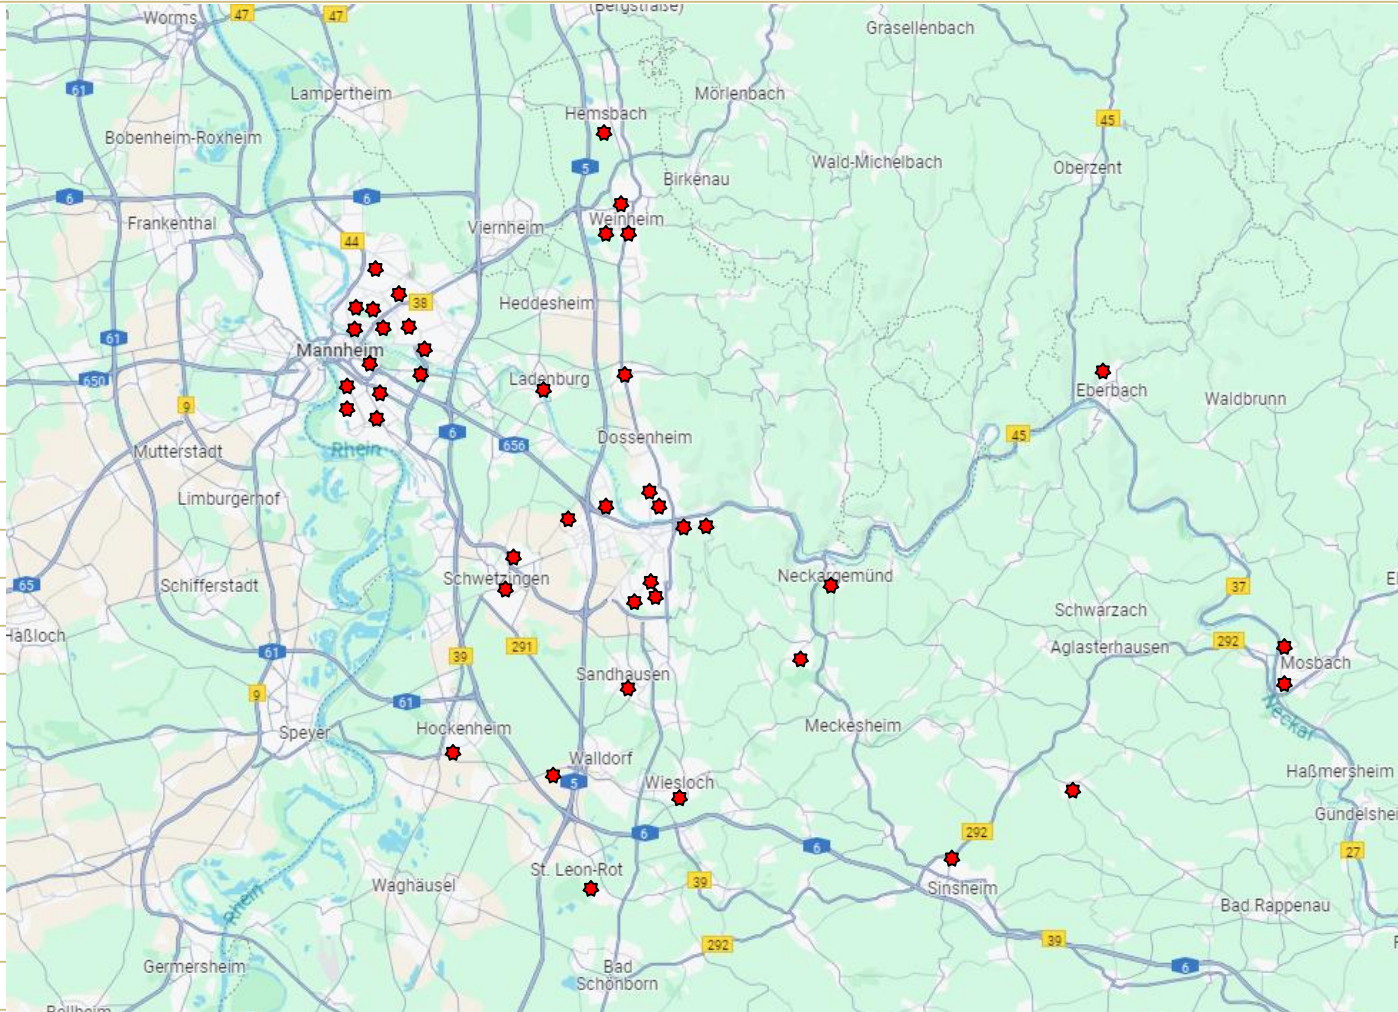 (Bergstraße)
Worms
47
47
Grasellenbach
61
Lampertheim
Mörlenbach
Hemsbach
45
Bobenheim-Roxheim
Wald-Michelbach
5
Oberzent
Birkenau
6
6
Frankenthal
Weinheim
Viernheim
44
38
Heddesheim
61
Mannheim
650
Ladenburg
Eberbach
Waldbrunn
9
6
45
Dossenheim
656
Mutterstadt
Rhein
Limburgerhof
Schwetzingen
Neckargemünd
65
Schifferstadt
37
Schwarzach
Haßloch
292
291
Aglasterhausen
61
39
Mosbach
Sandhausen
9
61
Neckar
Speyer
Hockenheim
Meckesheim
Walldorf
Haßmersheim
5
Wiesloch
Gundelshei
6
292
6
27
St. Leon-Rot
39
Waghäusel
Sinsheim
Rhein
Bad Rappenau
292
39
Germersheim
Bad
Schönborn
6
Bellheim